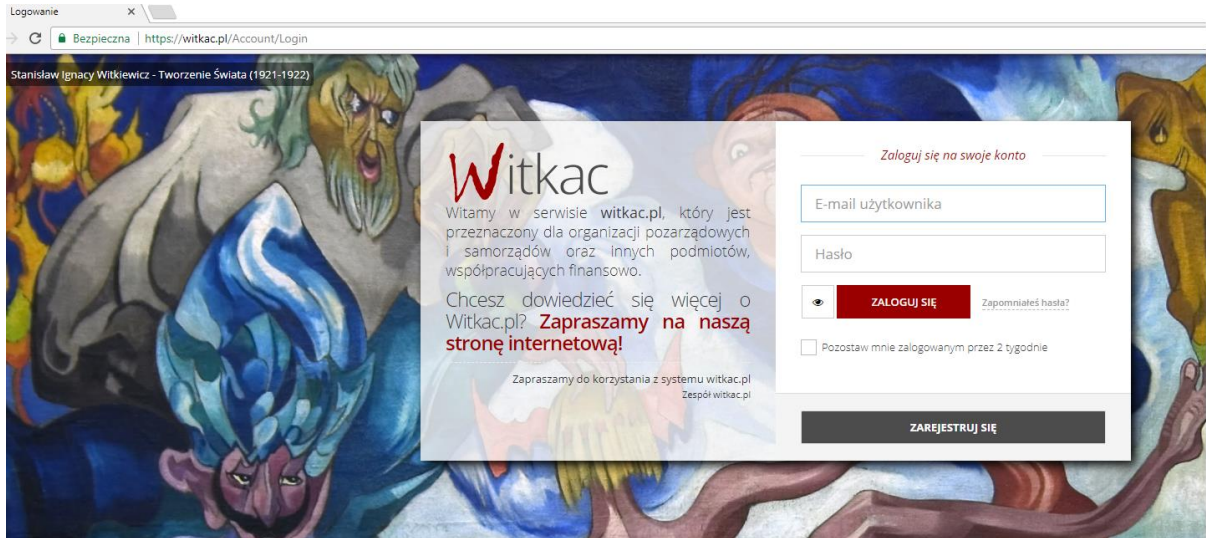 Logowanie
Bezpieczna | https://witkac.pl/Account/Login
Stanisław Ignacy Witkiewicz - Tworzenie Świata (1921-1922)
Witkac
Witamy w serwisie witkac.pl, który jest
przeznaczony dla organizacji pozarządowych
i samorządów oraz innych podmiotów,
współpracujących finansowo.
Chcesz dowiedzieć się więcej o
Witkac.pl? Zapraszamy na naszą
stronę internetową!
Zapraszamy do korzystania z systemu witkac.pl
Zespół witkac.pl
Zaloguj się na swoje konto
E-mail użytkownika
Hasło
ZALOGUJ SIĘ
Zapomniałeś hasła?
Pozostaw mnie zalogowanym przez 2 tygodnie
ZAREJESTRUJ SIĘ